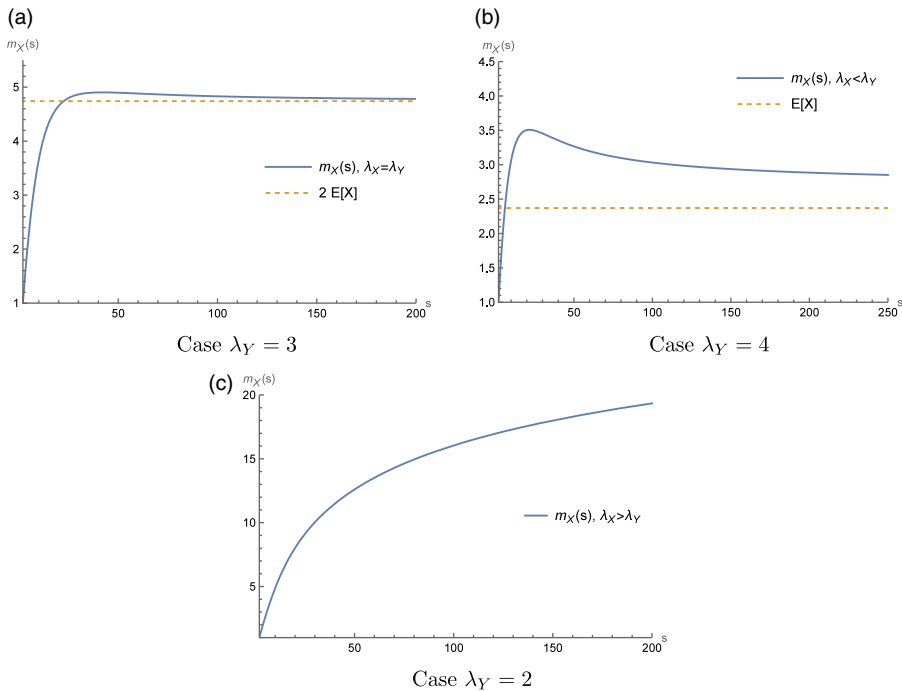 (a)
m_X(s)
5
4
3
2
1
50
100
150
200
s
m_X(s), λ_X=λ_Y
2 E[X]
Case λ_Y = 3
(b)
m_X(s)
4.5
4.0
3.5
3.0
2.5
2.0
1.5
1.0
50
100
150
200
250
s
m_X(s), λ_X<λ_Y
E[X]
Case λ_Y = 4
(c)
m_X(s)
20
15
10
5
50
100
150
200
s
m_X(s), λ_X>λ_Y
Case λ_Y = 2